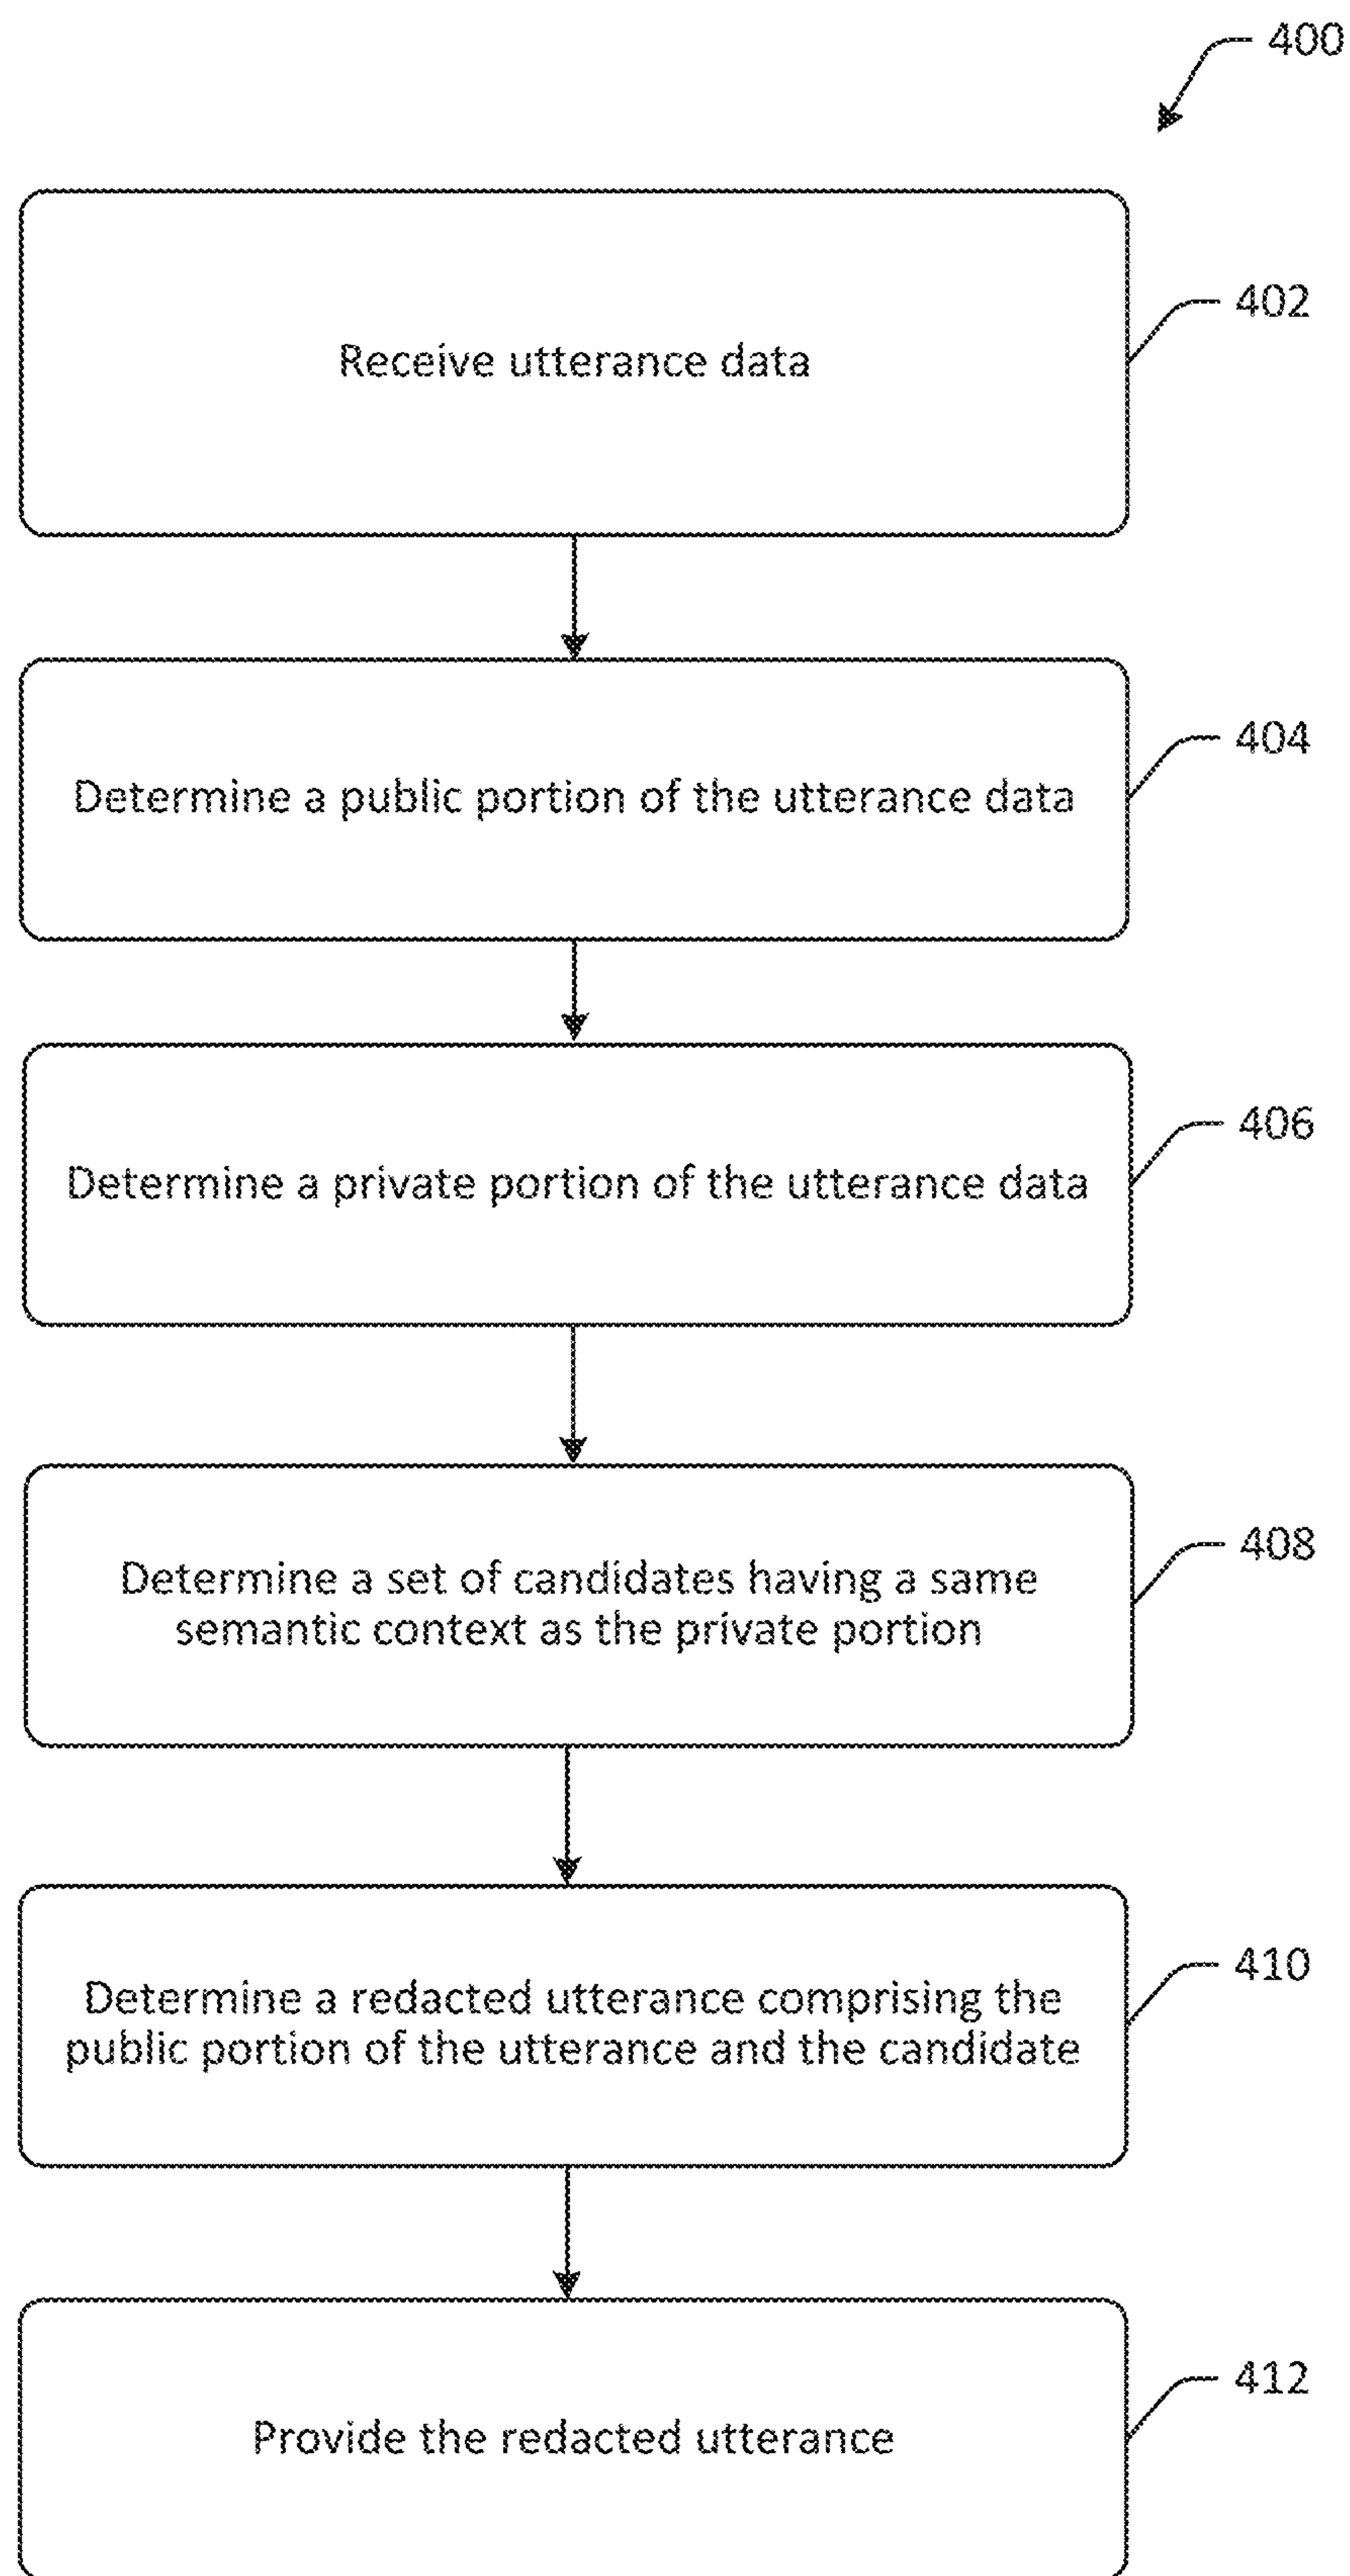 400
Receive utterance data
402
Determine a public portion of the utterance data
404
Determine a private portion of the utterance data
406
Determine a set of candidates having a same
semantic context as the private portion
408
Determine a redacted utterance comprising the
public portion of the utterance and the candidate
410
Provide the redacted utterance
412